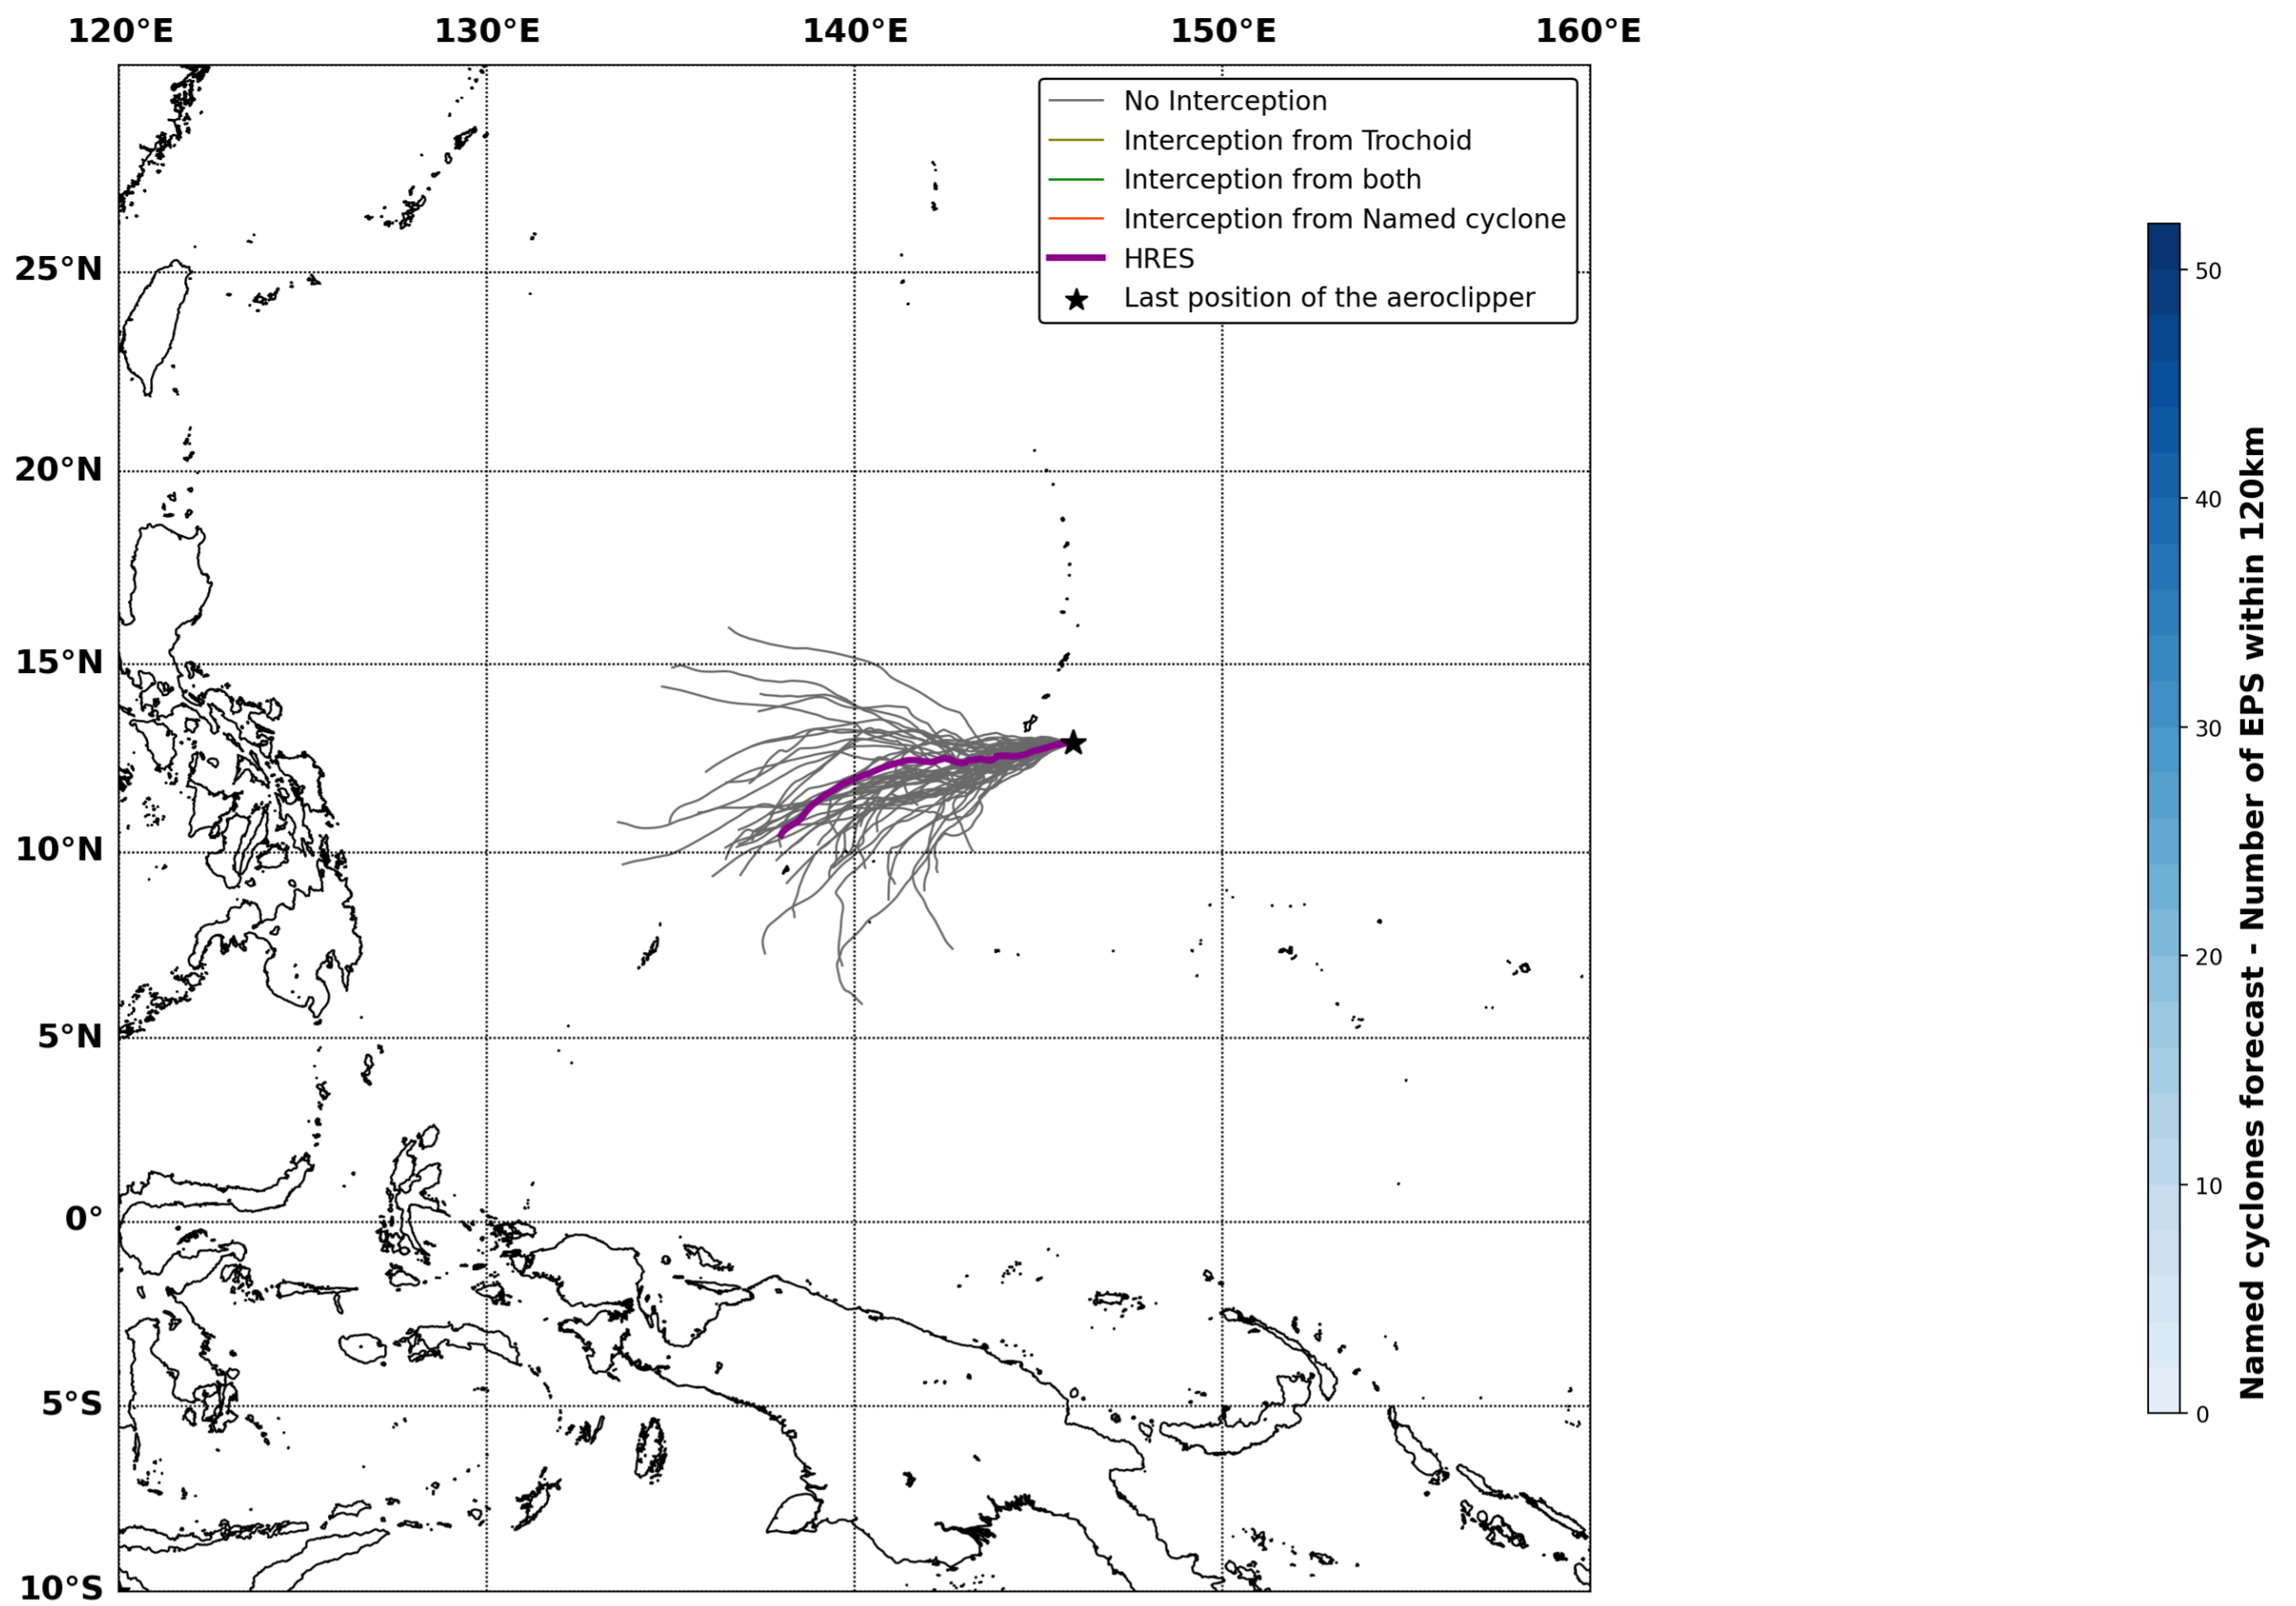 120°E 130°E 140°E 150°E 160°E
No Interception
Interception from Trochoid
Interception from both
Interception from Named cyclone
HRES
Last position of the aeroclipper
25°N
20°N
15°N
10°N
5°N
0°
5°S
10°S
50
40
30
20
10
0
Named cyclones forecast - Number of EPS within 120km